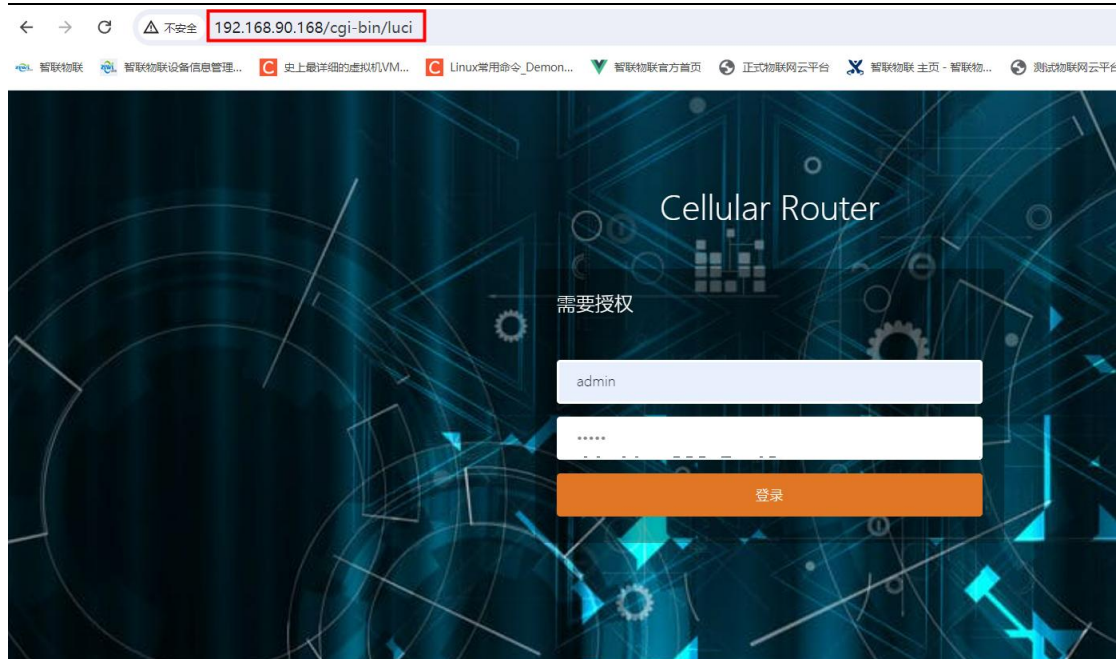 不安全 192.168.90.168/cgi-bin/luci
智联物联 智联物联设备信息管理... 史上最详细的虚拟机VM... Linux常用命令_Demon... 智联物联官方首页 正式物联网云平台 智联物联 主页 - 智联物... 测试物联网云平台
Cellular Router
需要授权
admin
•••••
登录